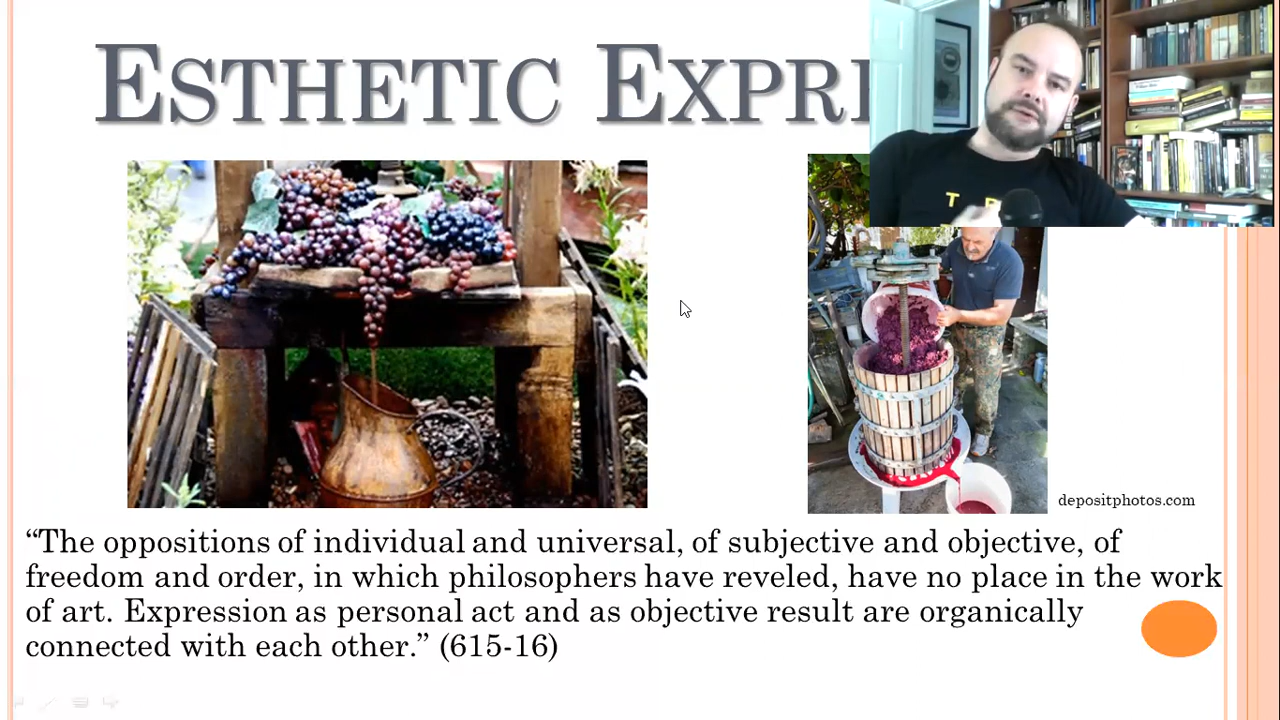 ESTHETIC EXPR
T
depositphotos.com
“The oppositions of individual and universal, of subjective and objective, of
freedom and order, in which philosophers have reveled, have no place in the work
of art. Expression as personal act and as objective result are organically
connected with each other.” (615-16)